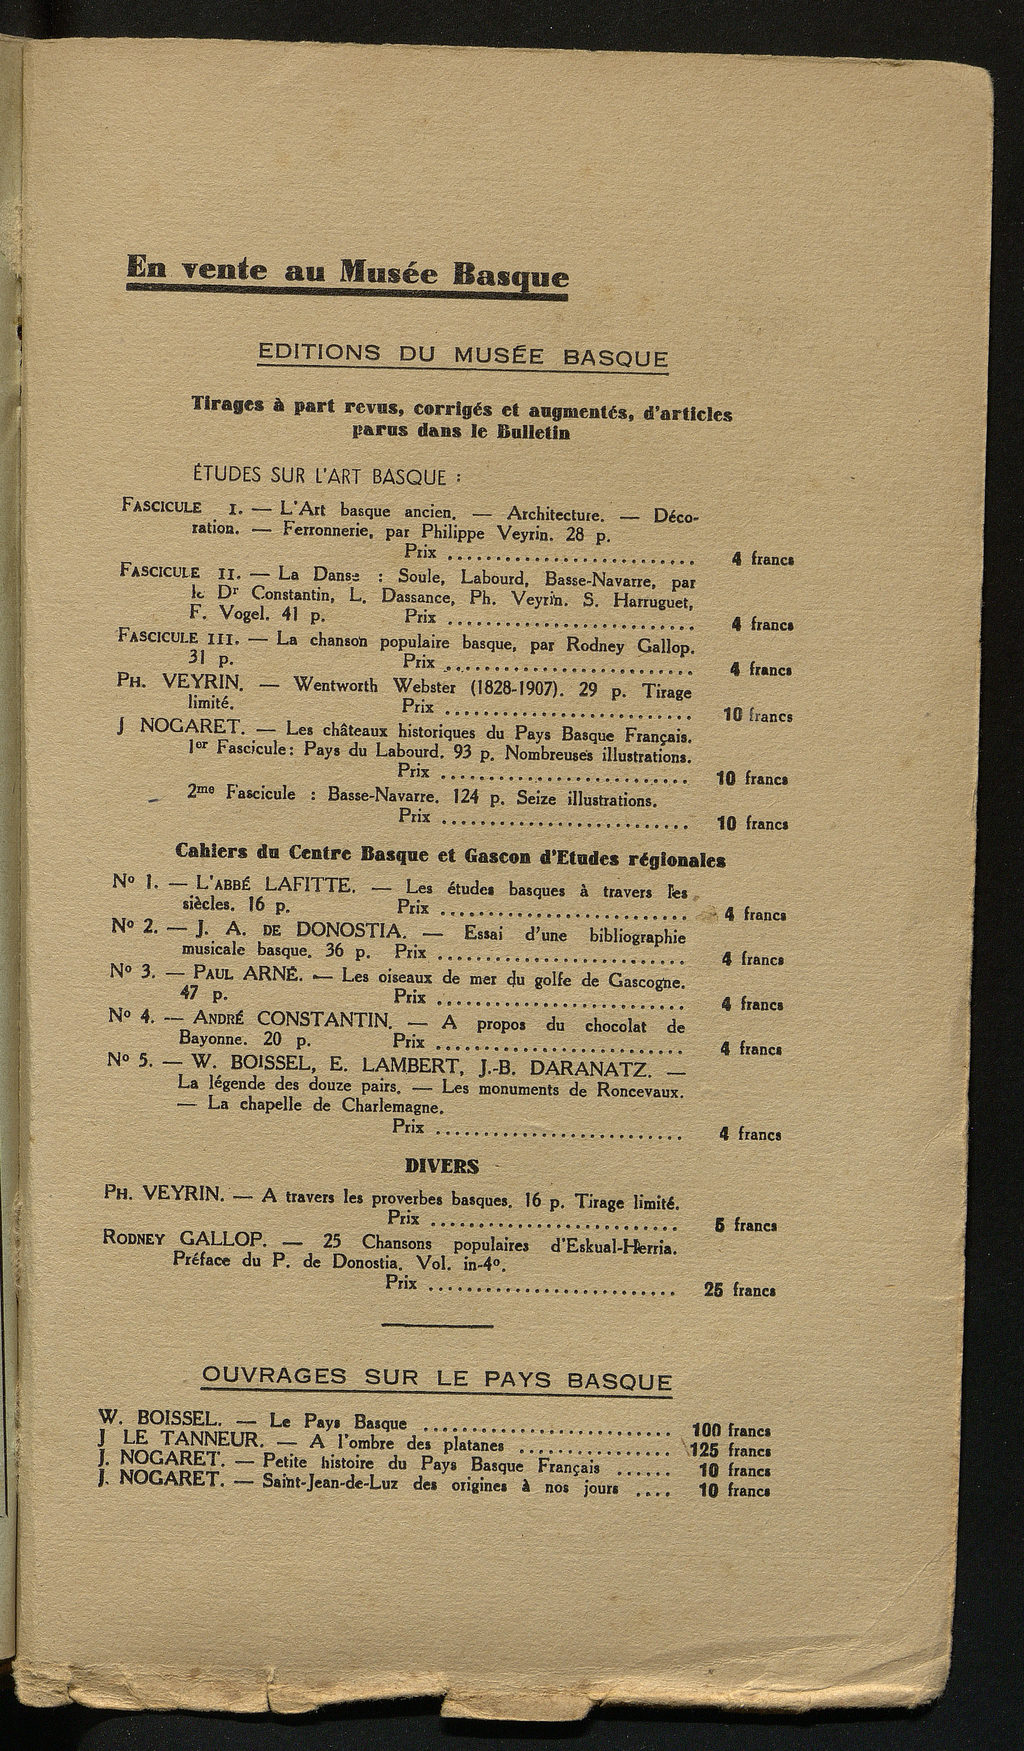 En vente au Musée Basque
EDITIONS DU MUSÉE BASQUE
Tirages à part revus, corrigés et augmentés, d'articles
parus dans le Bulletin
ÉTUDES SUR L'ART BASQUE :
FASCICULE I. — L'Art basque ancien. — Architecture. — Déco-
ration. — Ferronnerie, par Philippe Veyrin. 28 p.
Prix .......................... 4 francs
FASCICULE II. — La Danse : Soule, Labourd, Basse-Navarre, par
le Dr Constantin, L. Dassance, Ph. Veyrin. S. Harruguet,
F. Vogel. 41 p. Prix .......................... 4 francs
FASCICULE III. — La chanson populaire basque, par Rodney Gallop.
31 p. Prix .......................... 4 francs
PH. VEYRIN. — Wentworth Webster (1828-1907). 29 p. Tirage
limité. Prix .......................... 10 francs
J NOGARET. — Les châteaux historiques du Pays Basque Français.
1er Fascicule : Pays du Labourd. 93 p. Nombreuses illustrations.
Prix .......................... 10 francs
2me Fascicule : Basse-Navarre. 124 p. Seize illustrations.
Prix .......................... 10 francs
Cahiers du Centre Basque et Gascon d'Etudes régionales
No 1. — L'ABBÉ LAFITTE. — Les études basques à travers les
siècles. 16 p. Prix .......................... 4 francs
No 2. — J. A. DE DONOSTIA. — Essai d'une bibliographie
musicale basque. 36 p. Prix .......................... 4 francs
No 3. — PAUL ARNÉ. — Les oiseaux de mer du golfe de Gascogne.
47 p. Prix .......................... 4 francs
No 4. — ANDRÉ CONSTANTIN. — A propos du chocolat de
Bayonne. 20 p. Prix .......................... 4 francs
No 5. — W. BOISSEL, E. LAMBERT, J.-B. DARANATZ. —
La légende des douze pairs. — Les monuments de Roncevaux.
— La chapelle de Charlemagne.
Prix .......................... 4 francs
DIVERS
PH. VEYRIN. — A travers les proverbes basques. 16 p. Tirage limité.
Prix .......................... 5 francs
RODNEY GALLOP. — 25 Chansons populaires d'Eskual-Herria.
Préface du P. de Donostia. Vol. in-4o.
Prix .......................... 25 francs
OUVRAGES SUR LE PAYS BASQUE
W. BOISSEL. — Le Pays Basque .......................... 100 francs
J LE TANNEUR. — A l'ombre des platanes ................ 125 francs
J. NOGARET. — Petite histoire du Pays Basque Français ...... 10 francs
J. NOGARET. — Saint-Jean-de-Luz des origines à nos jours .... 10 francs